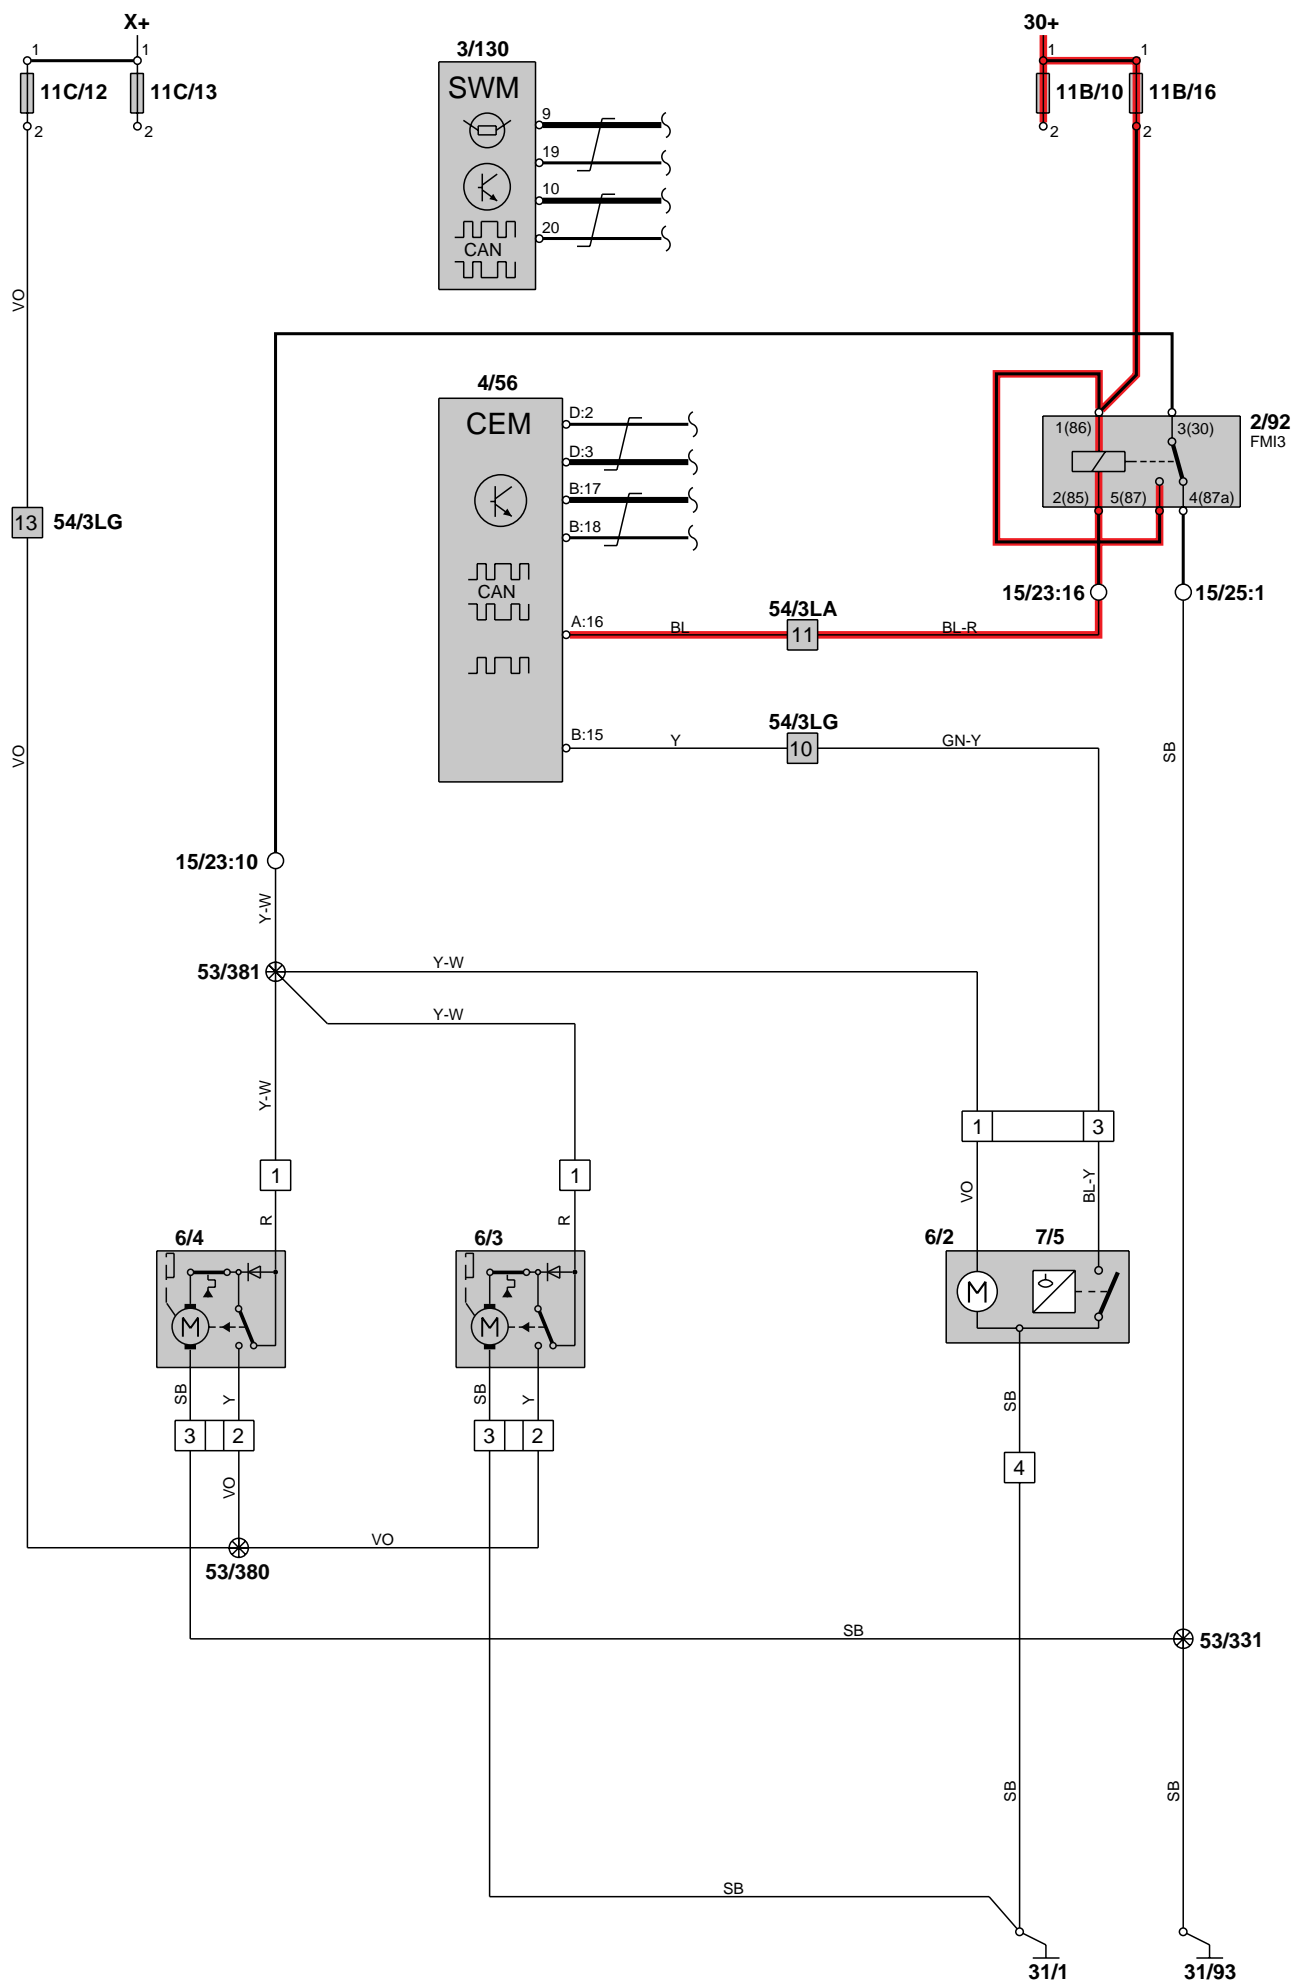 X+
30+
3/130
1
1
1
1
SWM
11C/12
11C/13
11B/10
11B/16
9
2
2
2
2
19
10
20
CAN
VO
4/56
CEM
D:2
2/92
1(86)
3(30)
FMI3
D:3
B:17
2(85)
5(87)
4(87a)
13
54/3LG
B:18
CAN
15/23:16
15/25:1
54/3LA
A:16
BL
11
BL-R
54/3LG
B:15
Y
10
GN-Y
VO
SB
15/23:10
Y-W
53/381
Y-W
Y-W
Y-W
1
3
1
1
VO
BL-Y
R
R
6/4
6/3
6/2
7/5
M
M
M
SB
Y
SB
Y
SB
3
2
3
2
4
VO
VO
53/380
SB
53/331
SB
SB
SB
31/1
31/93